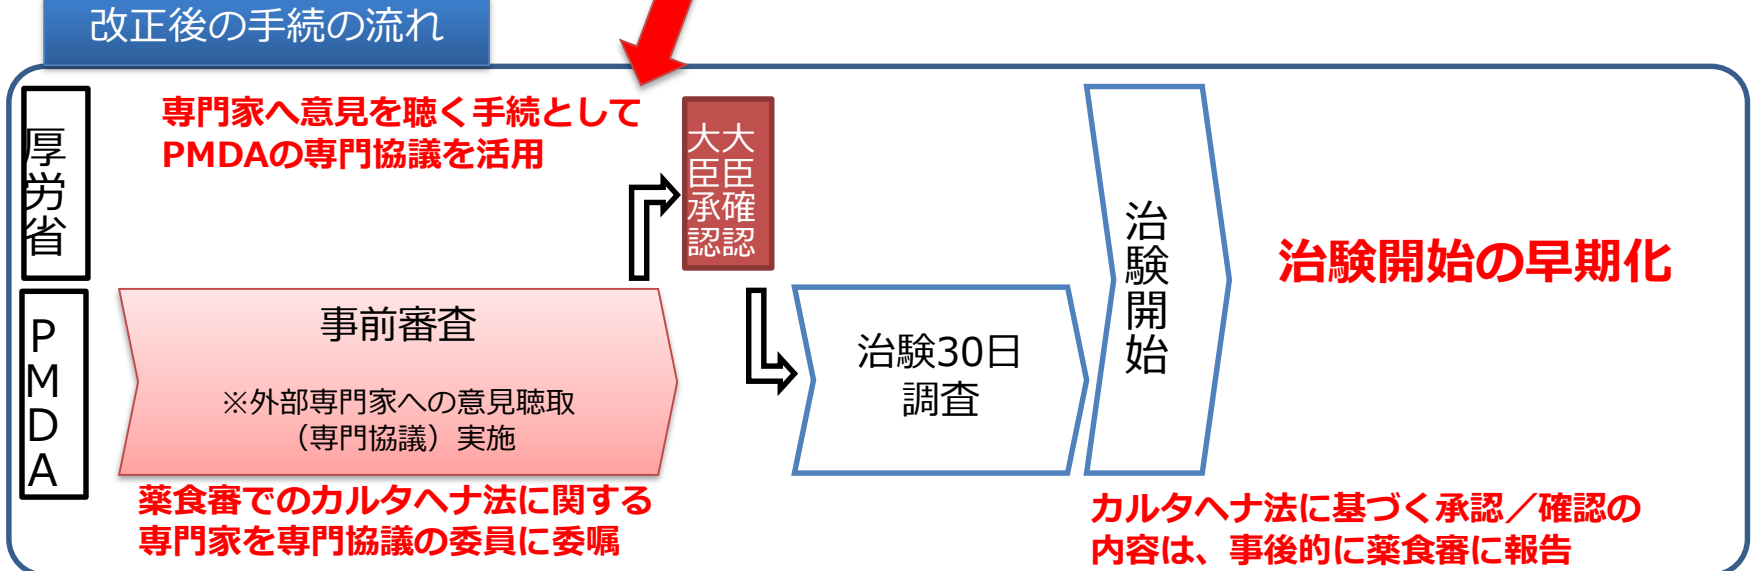 改正後の手続の流れ
厚労省
専門家へ意見を聴く手続として
PMDAの専門協議を活用
大臣確認
大臣承認
治験開始
治験開始の早期化
PMDA
事前審査
※外部専門家への意見聴取
（専門協議）実施
治験30日
調査
薬食審でのカルタヘナ法に関する
専門家を専門協議の委員に委嘱
カルタヘナ法に基づく承認／確認の
内容は、事後的に薬食審に報告